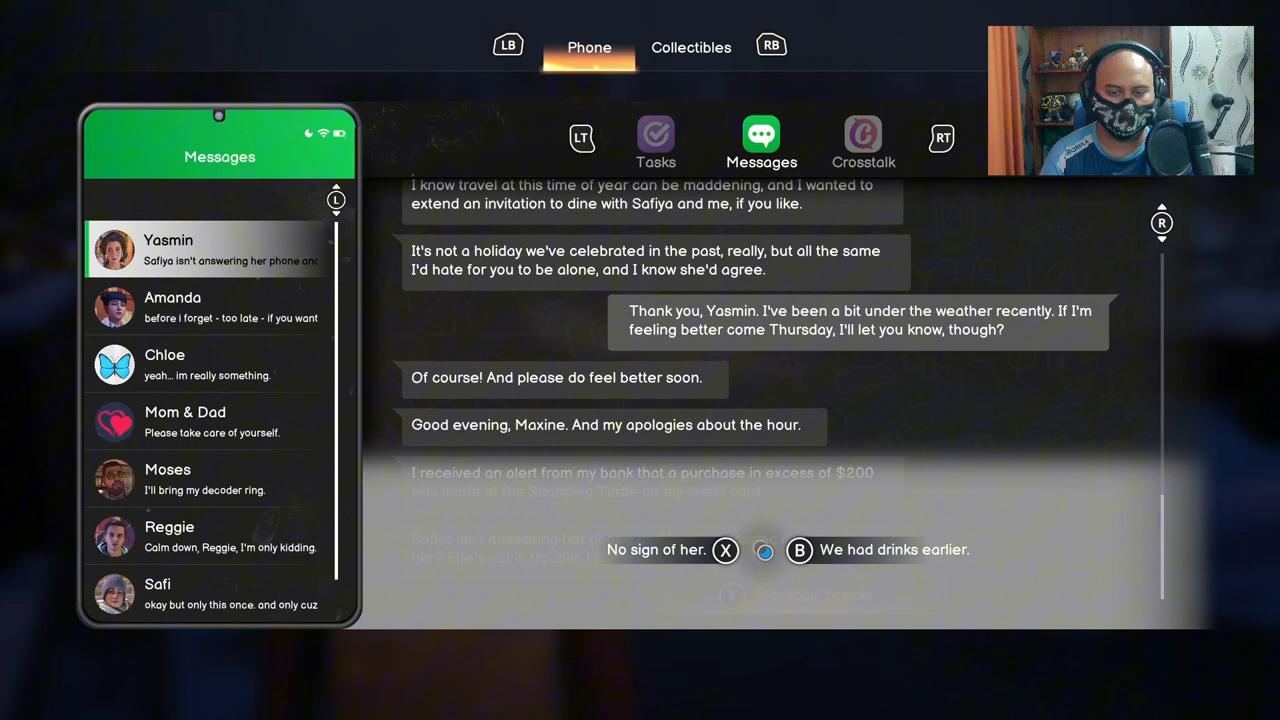 LB
Phone
Collectibles
RB
Messages
LT
Tasks
Messages
Crosstalk
RT
L
R
Yasmin
Safiya isn't answering her phone and
Amanda
before i forget - too late - if you want
Chloe
yeah... im really something.
Mom & Dad
Please take care of yourself.
Moses
I'll bring my decoder ring.
Reggie
Calm down, Reggie, I'm only kidding.
Safi
okay but only this once. and only cuz
I know travel at this time of year can be maddening, and I wanted to
extend an invitation to dine with Safiya and me, if you like.
It's not a holiday we've celebrated in the past, really, but all the same
I'd hate for you to be alone, and I know she'd agree.
Thank you, Yasmin. I've been a bit under the weather recently. If I'm
feeling better come Thursday, I'll let you know, though?
Of course! And please do feel better soon.
Good evening, Maxine. And my apologies about the hour.
I received an alert from my bank that a purchase in excess of $200
was made of the Snapping Turtle on my credit card.
Safiya isn't answering her
her? She's not in trouble, I
No sign of her. X
B We had drinks earlier.
Y Message Yasmin